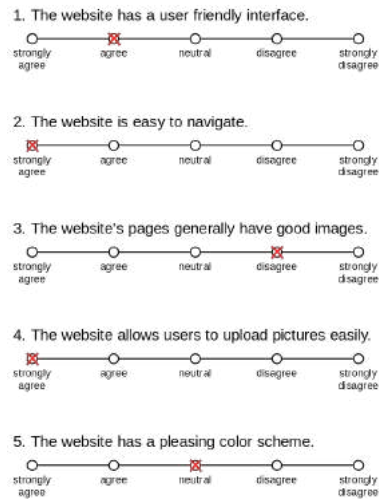 1. The website has a user friendly interface.
strongly agree neutral disagree strongly
agree disagree
2. The website is easy to navigate.
strongly agree neutral disagree strongly
agree disagree
3. The website's pages generally have good images.
strongly agree neutral disagree strongly
agree disagree
4. The website allows users to upload pictures easily.
strongly agree neutral disagree strongly
agree disagree
5. The website has a pleasing color scheme.
strongly agree neutral disagree strongly
agree disagree